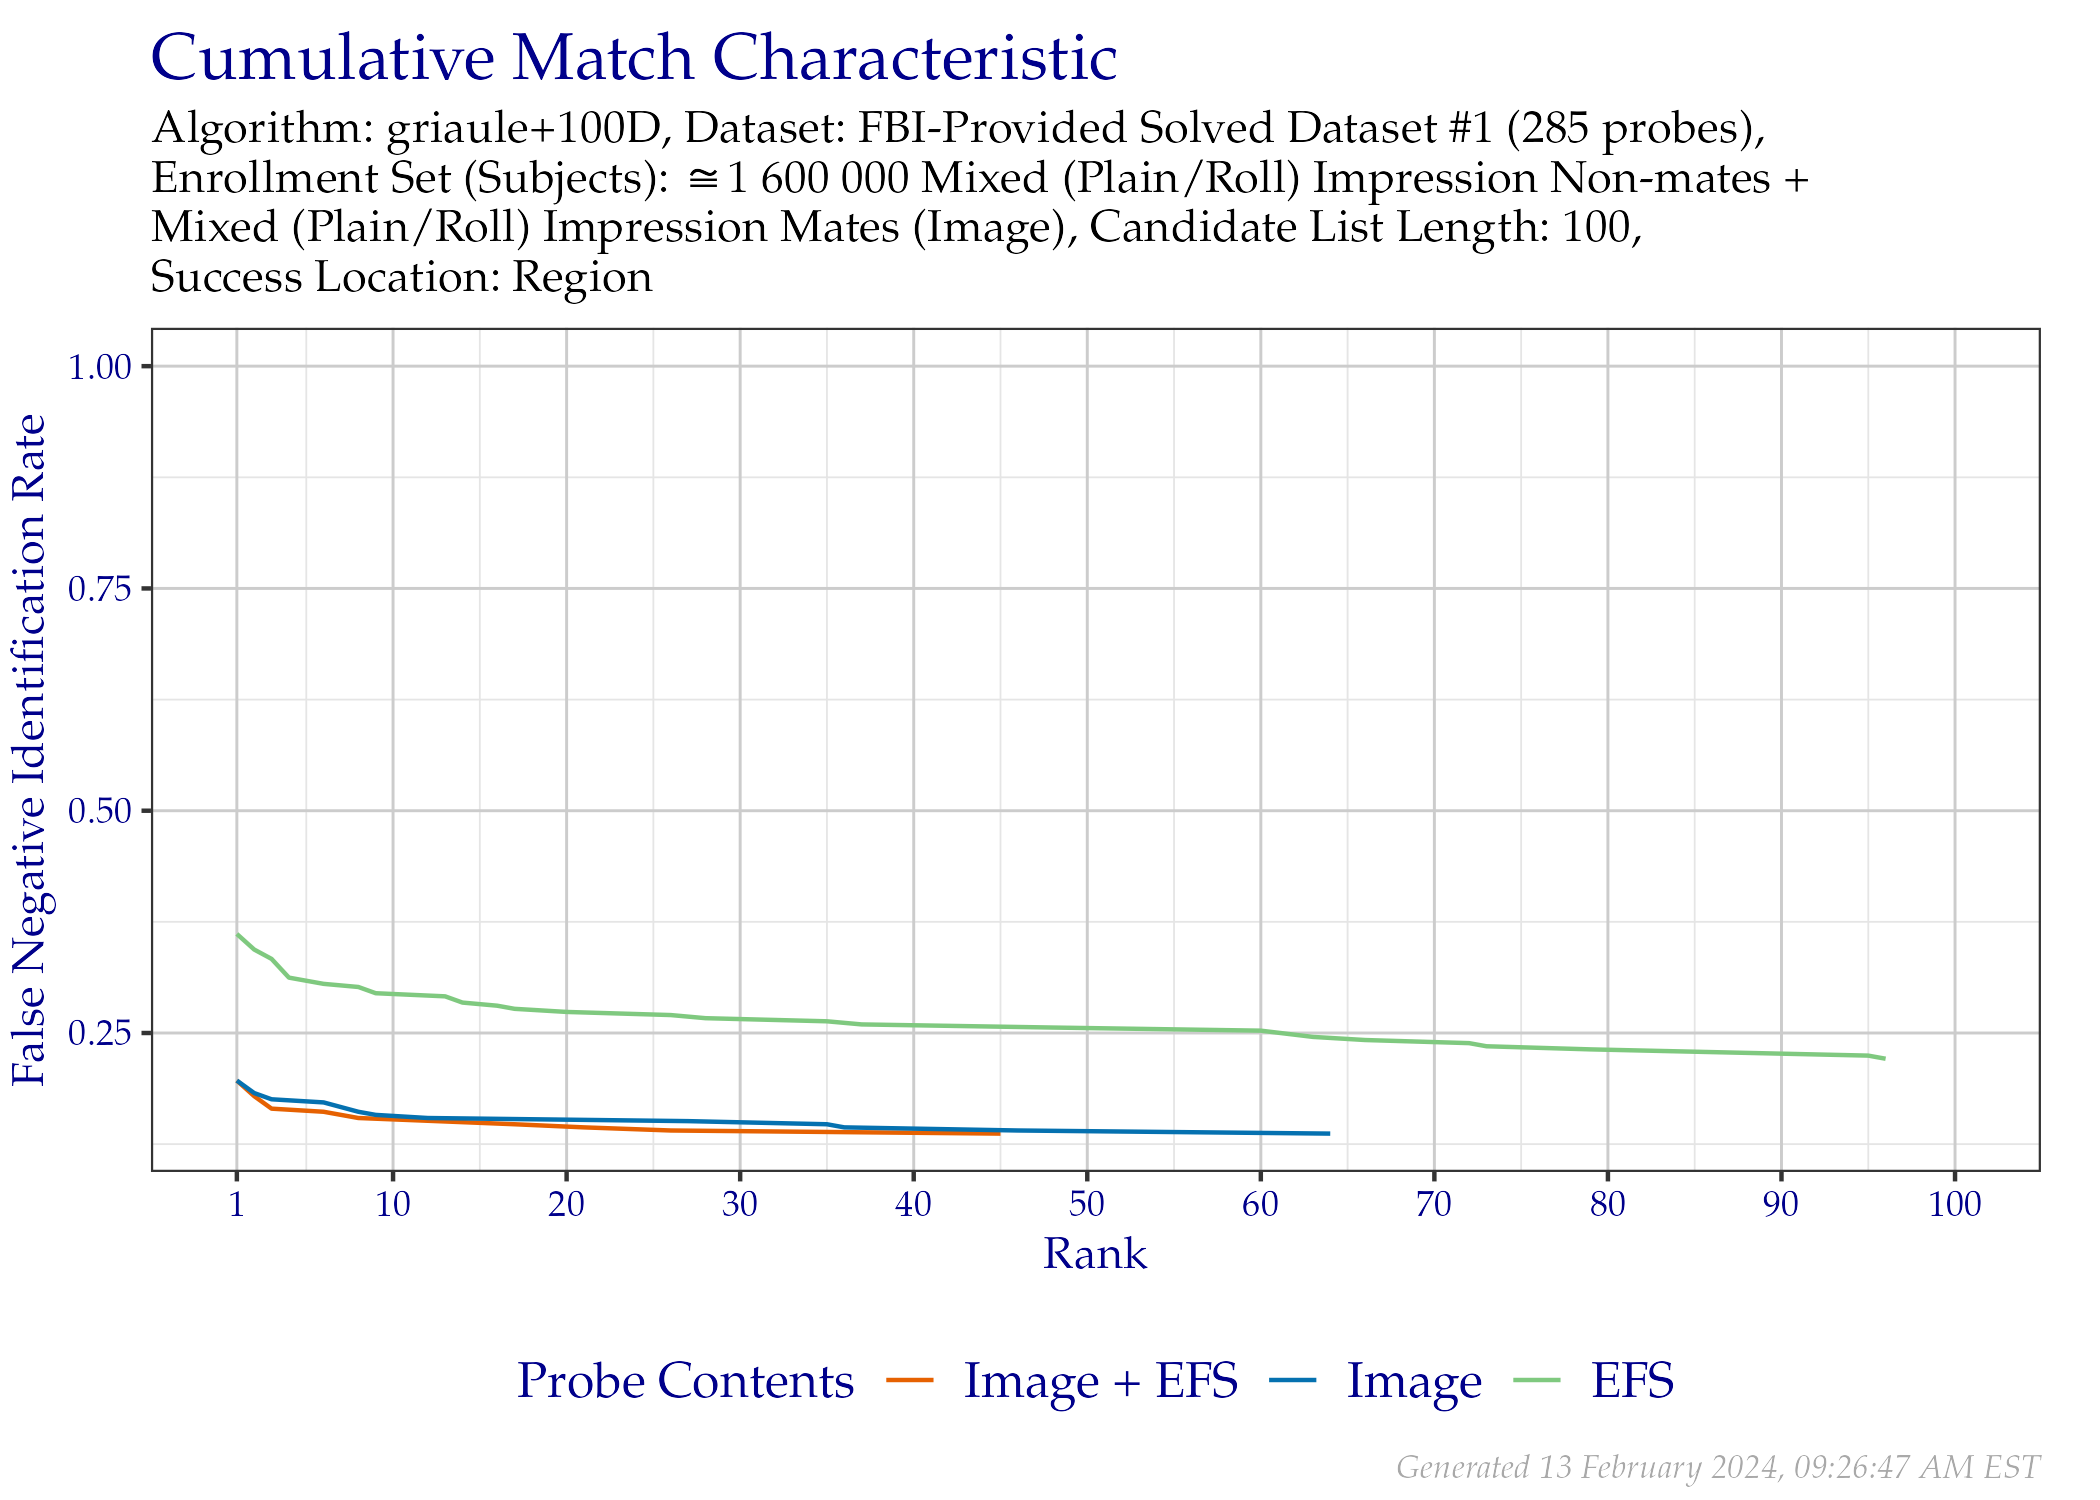 Cumulative Match Characteristic
Algorithm: griaule+100D, Dataset: FBI-Provided Solved Dataset #1 (285 probes),
Enrollment Set (Subjects): ≅ 1 600 000 Mixed (Plain/Roll) Impression Non-mates +
Mixed (Plain/Roll) Impression Mates (Image), Candidate List Length: 100,
Success Location: Region
False Negative Identification Rate
1.00
0.75
0.50
0.25
1 10 20 30 40 50 60 70 80 90 100
Rank
Probe Contents Image + EFS Image EFS
Generated 13 February 2024, 09:26:47 AM EST